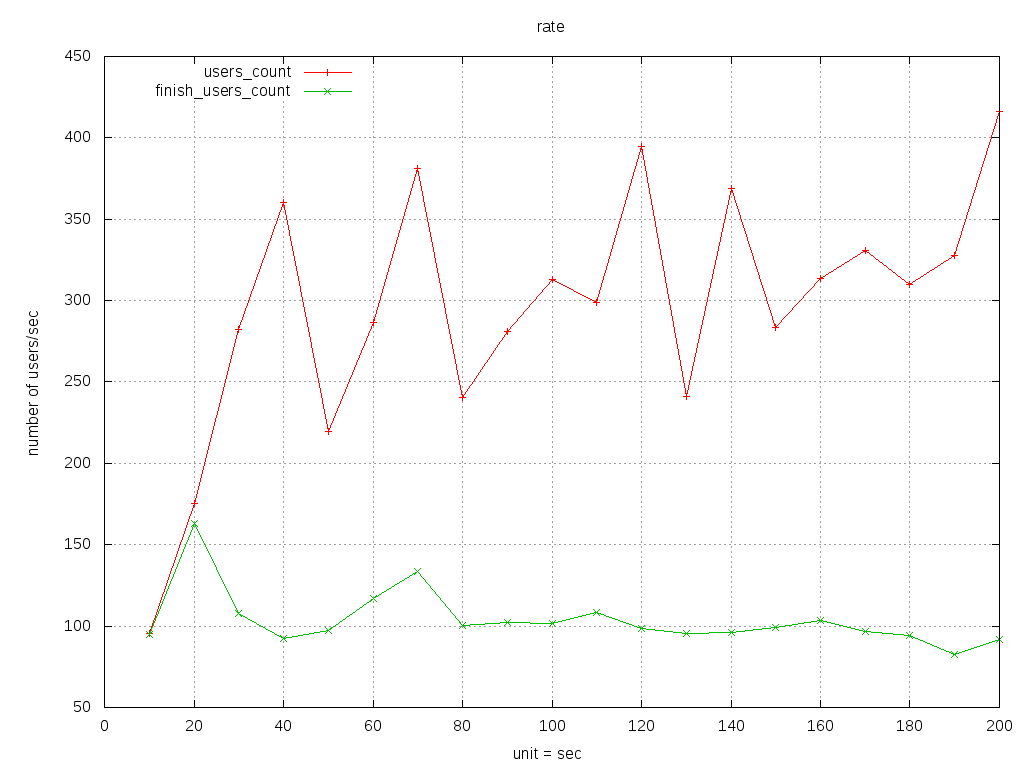 rate
users_count
finish_users_count
450
400
350
300
250
200
150
100
50
number of users/sec
0 20 40 60 80 100 120 140 160 180 200
unit = sec